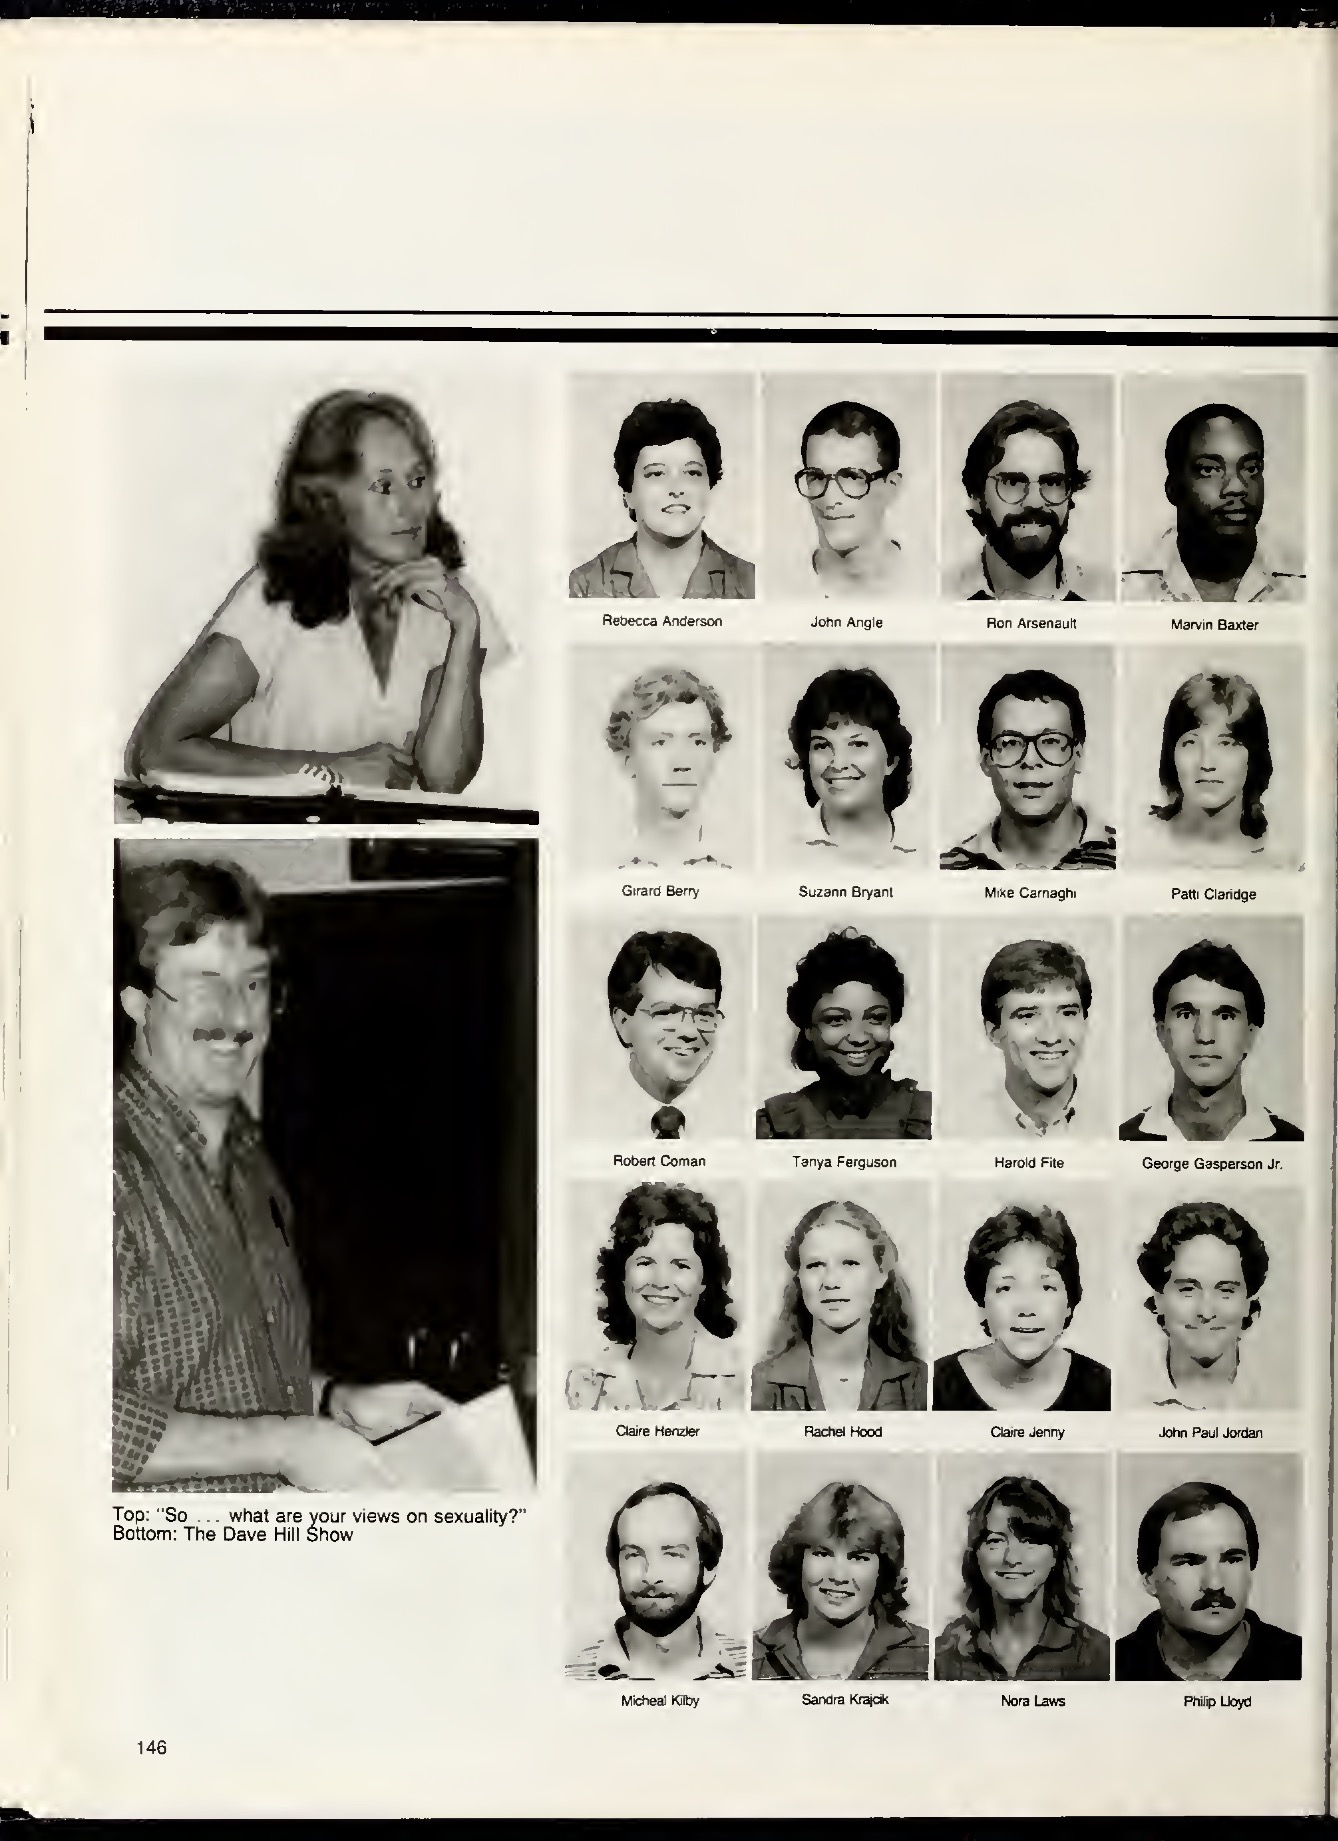 Rebecca Anderson
John Angle
Ron Arsenault
Marvin Baxter
Girard Berry
Suzann Bryant
Mike Carnaghi
Patti Claridge
Robert Coman
Tanya Ferguson
Harold Fite
George Gasperson Jr.
Claire Henzler
Rachel Hood
Claire Jenny
John Paul Jordan
Top: "So ... what are your views on sexuality?"
Bottom: The Dave Hill Show
Micheal Kilby
Sandra Krajcik
Nora Laws
Philip Lloyd
146